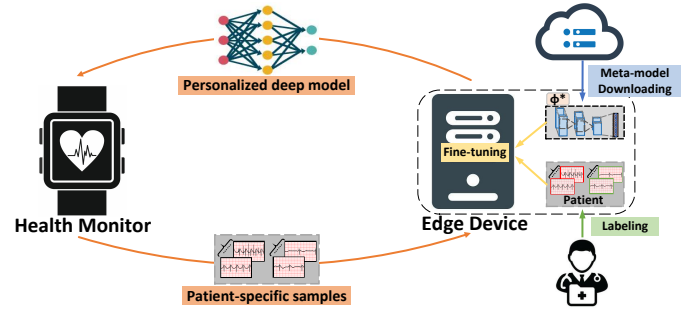 Personalized deep model
Meta-model
Downloading
Φ*
Fine-tuning
Patient
Health Monitor
Edge Device
Labeling
Patient-specific samples